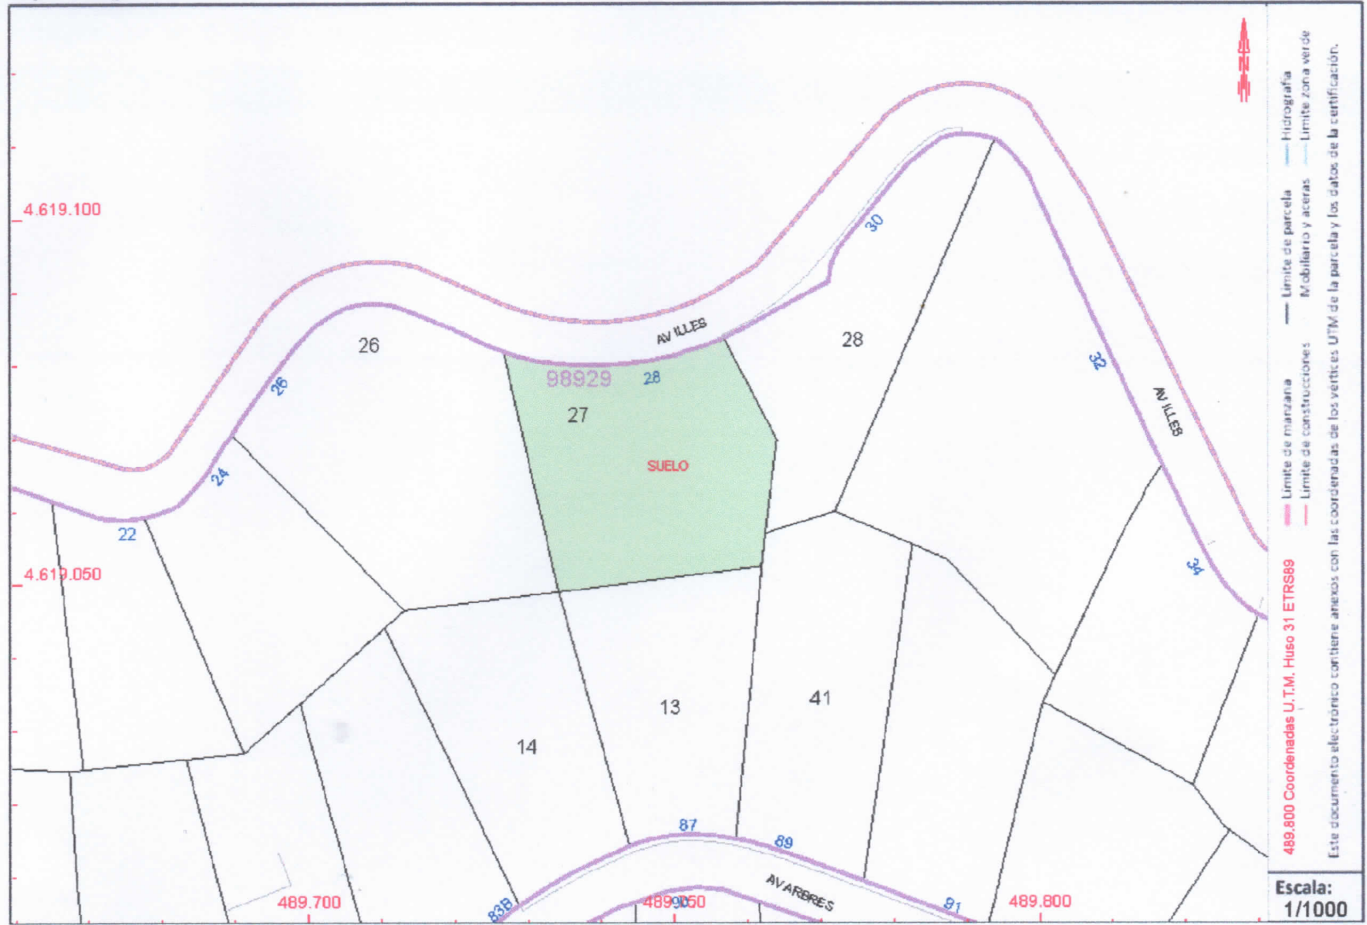 N
4.619.100
30
26
AV ILLES
28
32
26
98929
28
27
AV ILLES
SUELO
24
22
4.619.050
34
13
41
14
87
89
AV ARBRES
83B
489.700
90
489.800
91
Hidrografía
Límite zona verde
Límite de parcela
Mobiliario y aceras
Límite de manzana
Límite de construcciones
489.800 Coordenadas U.T.M. Huso 31 ETRS89
Este documento electrónico contiene anexos con las coordenadas de los vértices UTM de la parcela y los datos de la certificación.
Escala:
1/1000